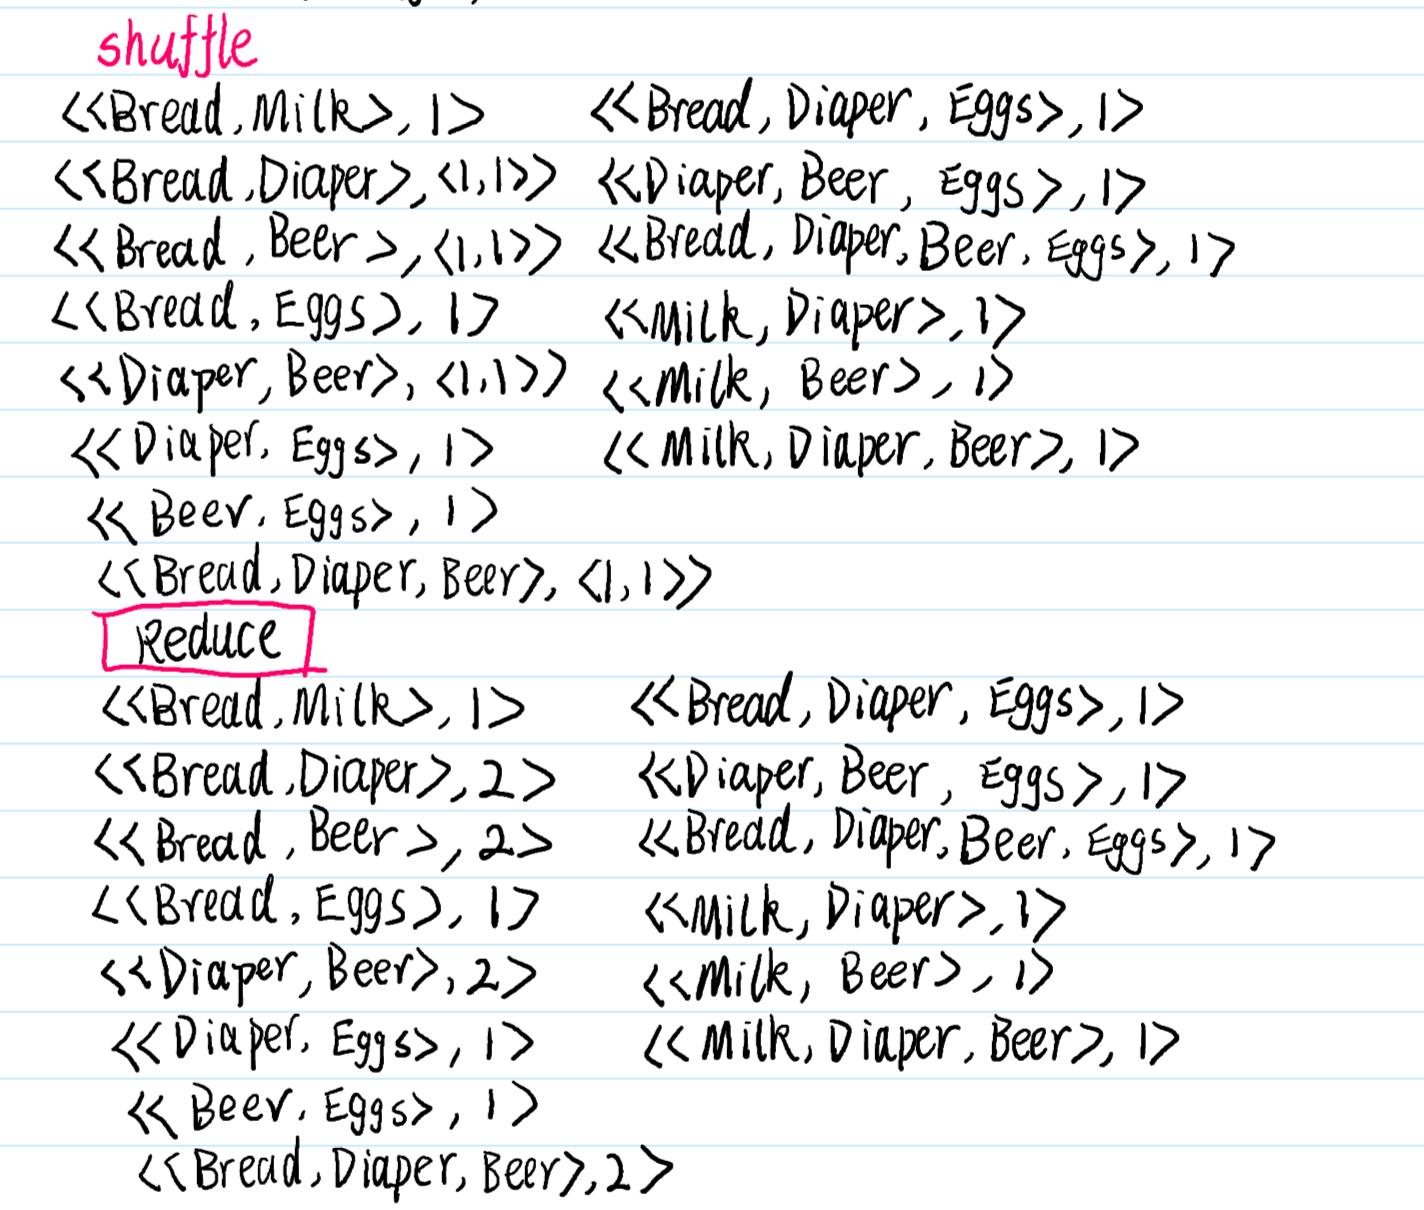 shuffle
<<Bread,Milk>,1>
<<Bread,Diaper>,<1,1>>
<<Bread,Beer>,<1,1>>
<<Bread,Eggs>,1>
<<Diaper,Beer>,<1,1>>
<<Diaper,Eggs>,1>
<<Beer,Eggs>,1>
<<Bread,Diaper,Beer>,<1,1>>
<<Bread,Diaper,Eggs>,1>
<<Diaper,Beer,Eggs>,1>
<<Bread,Diaper,Beer,Eggs>,1>
<<Milk,Diaper>,1>
<<Milk,Beer>,1>
<<Milk,Diaper,Beer>,1>
Reduce
<<Bread,Milk>,1>
<<Bread,Diaper>,2>
<<Bread,Beer>,2>
<<Bread,Eggs>,1>
<<Diaper,Beer>,2>
<<Diaper,Eggs>,1>
<<Beer,Eggs>,1>
<<Bread,Diaper,Beer>,2>
<<Bread,Diaper,Eggs>,1>
<<Diaper,Beer,Eggs>,1>
<<Bread,Diaper,Beer,Eggs>,1>
<<Milk,Diaper>,1>
<<Milk,Beer>,1>
<<Milk,Diaper,Beer>,1>